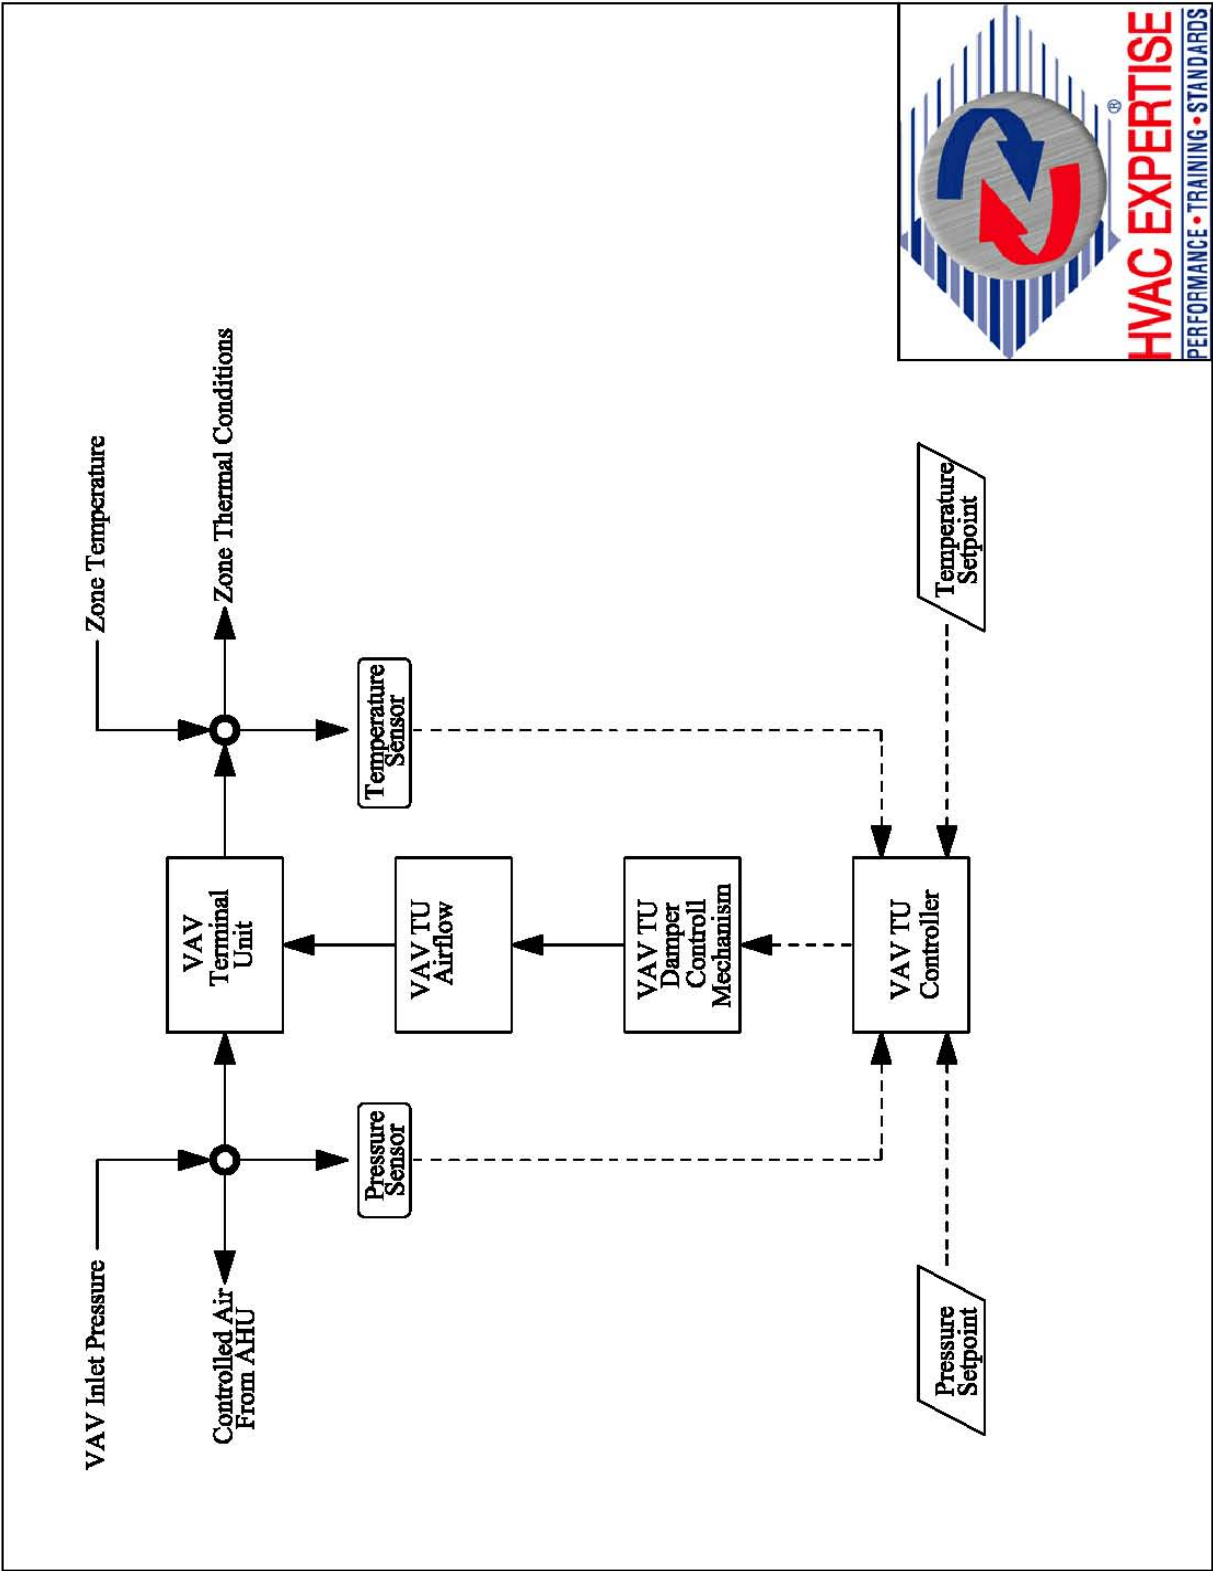 VAV Inlet Pressure
Zone Temperature
Controlled Air
From AHU
VAV
Terminal
Unit
Zone Thermal Conditions
Pressure
Sensor
VAV TU
Airflow
Temperature
Sensor
VAV TU
Damper
Controll
Mechanism
Pressure
Setpoint
VAV TU
Controller
Temperature
Setpoint
®
HVAC EXPERTISE
PERFORMANCE • TRAINING • STANDARDS